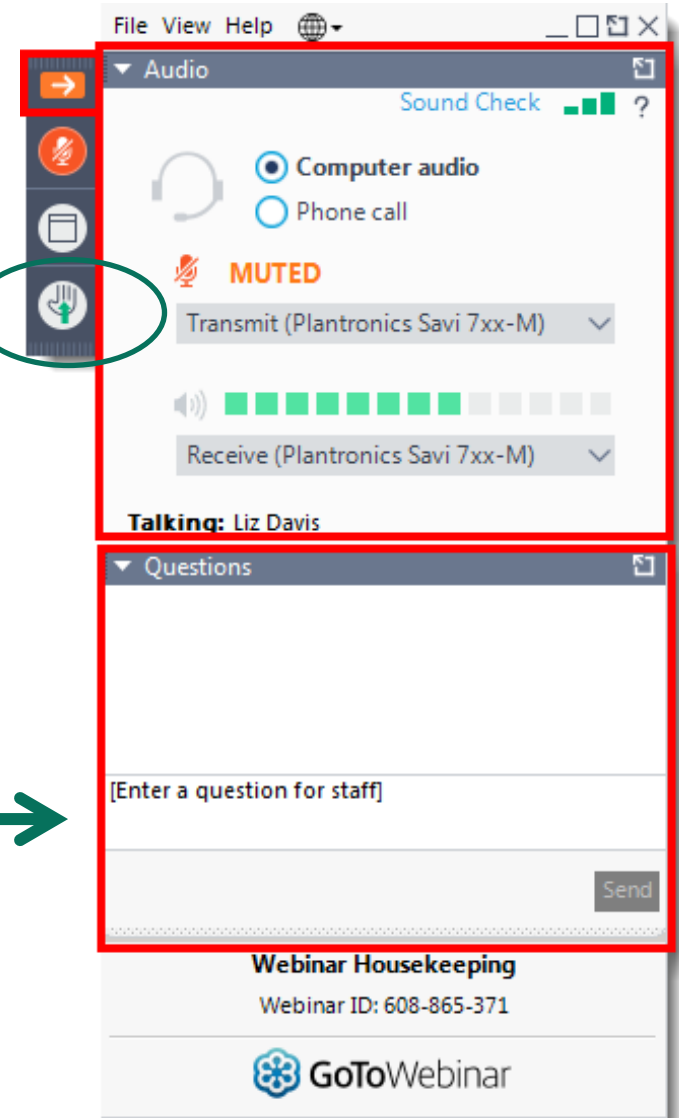 File View Help
Audio
Sound Check ?
Computer audio
Phone call
MUTED
Transmit (Plantronics Savi 7xx-M)
Receive (Plantronics Savi 7xx-M)
Talking: Liz Davis
Questions
[Enter a question for staff]
Send
Webinar Housekeeping
Webinar ID: 608-865-371
GoToWebinar